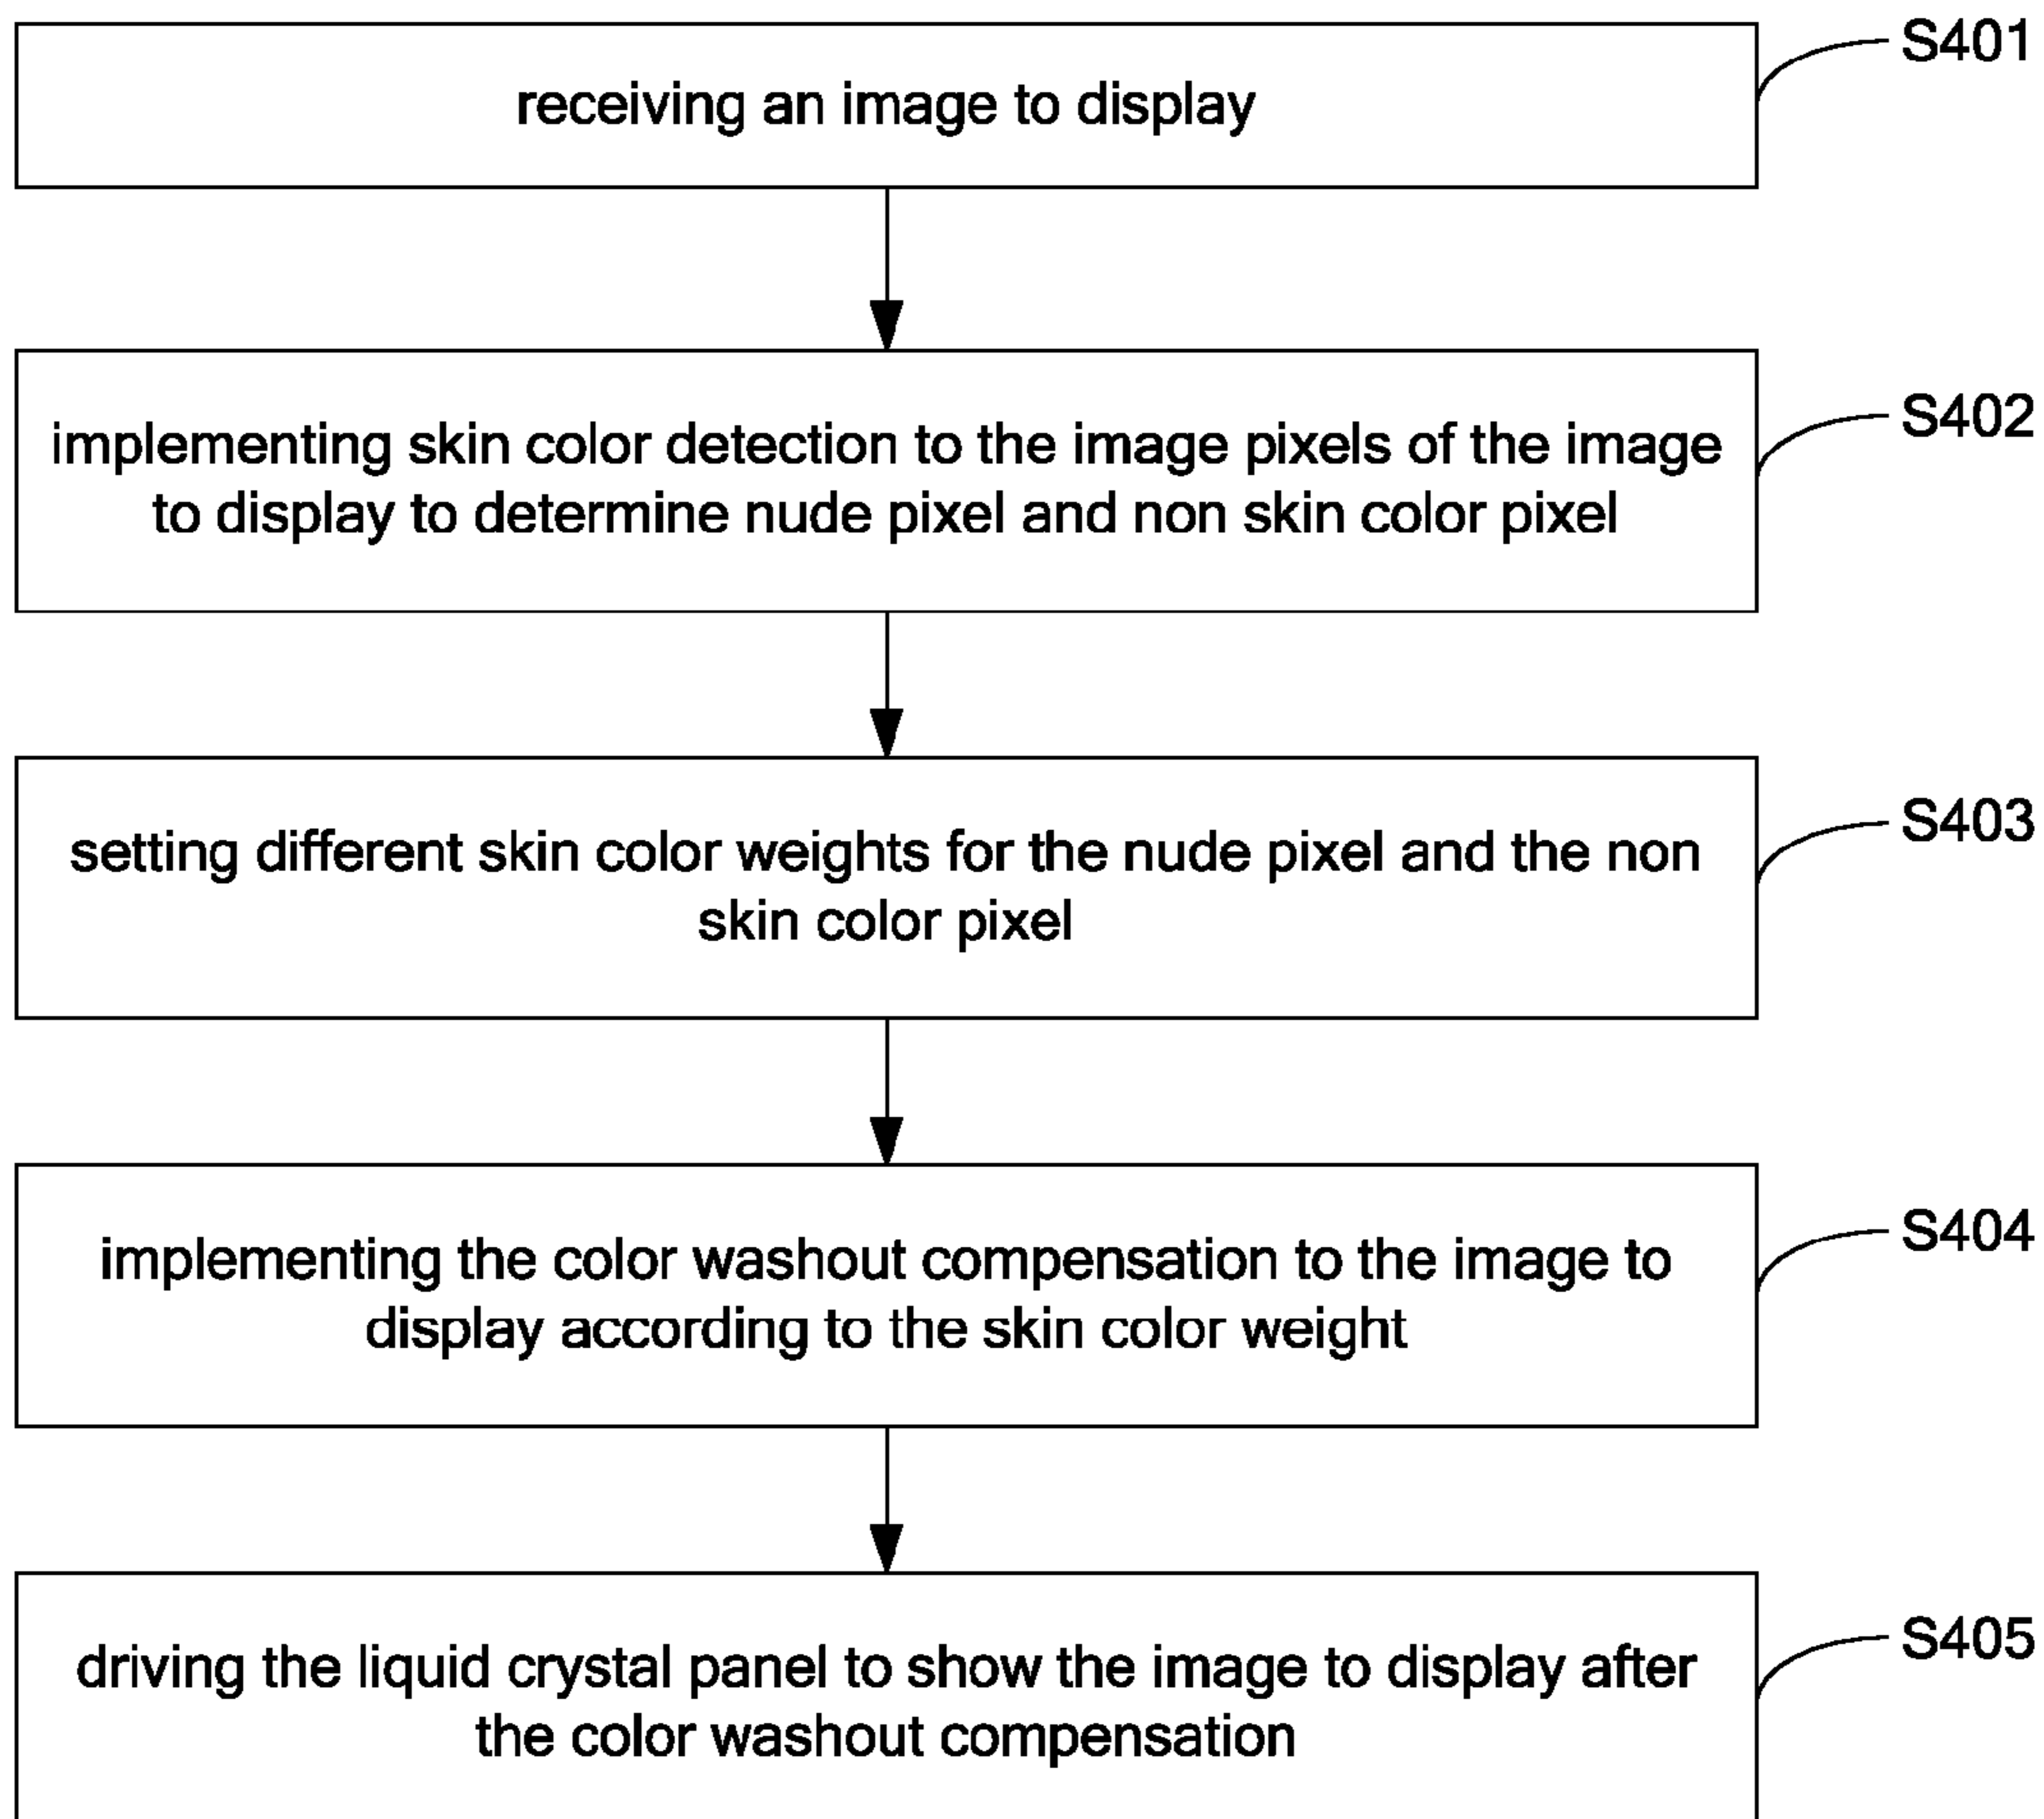 receiving an image to display
S401
implementing skin color detection to the image pixels of the image
to display to determine nude pixel and non skin color pixel
S402
setting different skin color weights for the nude pixel and the non
skin color pixel
S403
implementing the color washout compensation to the image to
display according to the skin color weight
S404
driving the liquid crystal panel to show the image to display after
the color washout compensation
S405